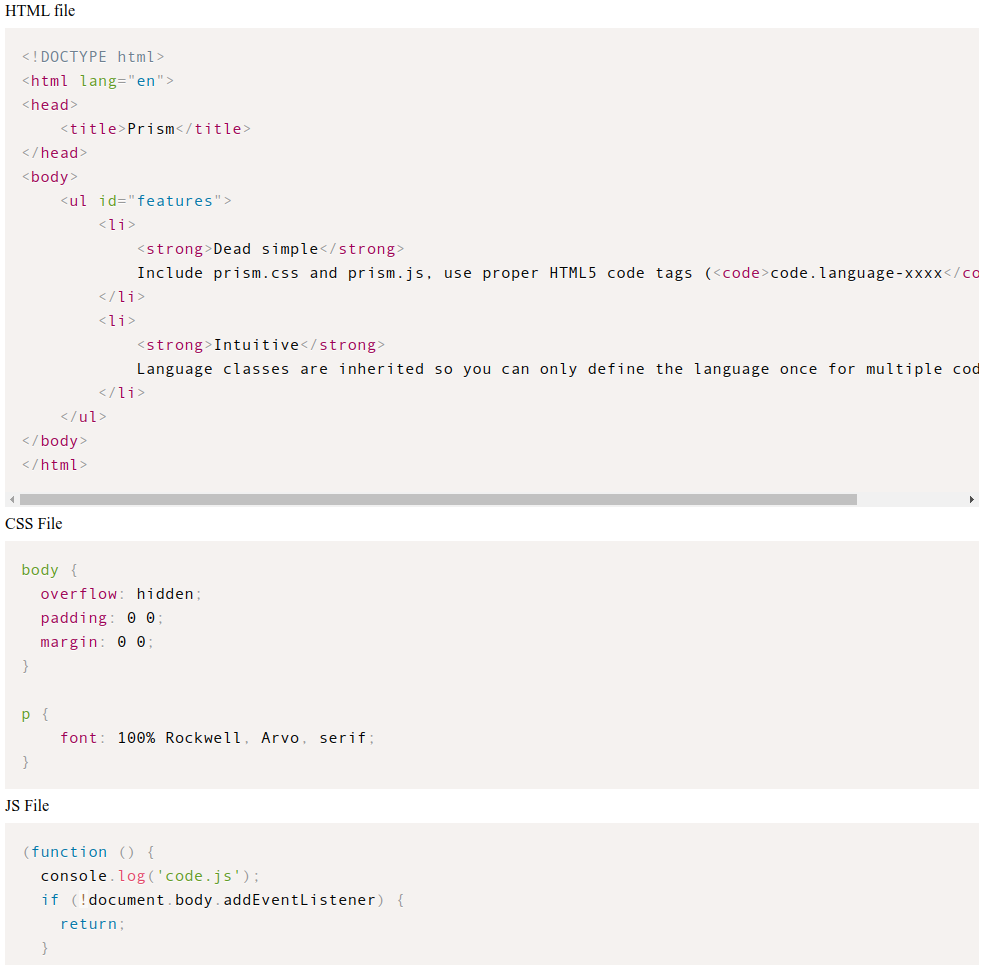 HTML file
<!DOCTYPE html>
<html lang="en">
<head>
    <title>Prism</title>
</head>
<body>
    <ul id="features">
        <li>
            <strong>Dead simple</strong>
            Include prism.css and prism.js, use proper HTML5 code tags (<code>code.language-xxxx</co
        </li>
        <li>
            <strong>Intuitive</strong>
            Language classes are inherited so you can only define the language once for multiple cod
        </li>
    </ul>
</body>
</html>
CSS File
body {
  overflow: hidden;
  padding: 0 0;
  margin: 0 0;
}
p {
    font: 100% Rockwell, Arvo, serif;
}
JS File
(function () {
  console.log('code.js');
  if (!document.body.addEventListener) {
    return;
  }